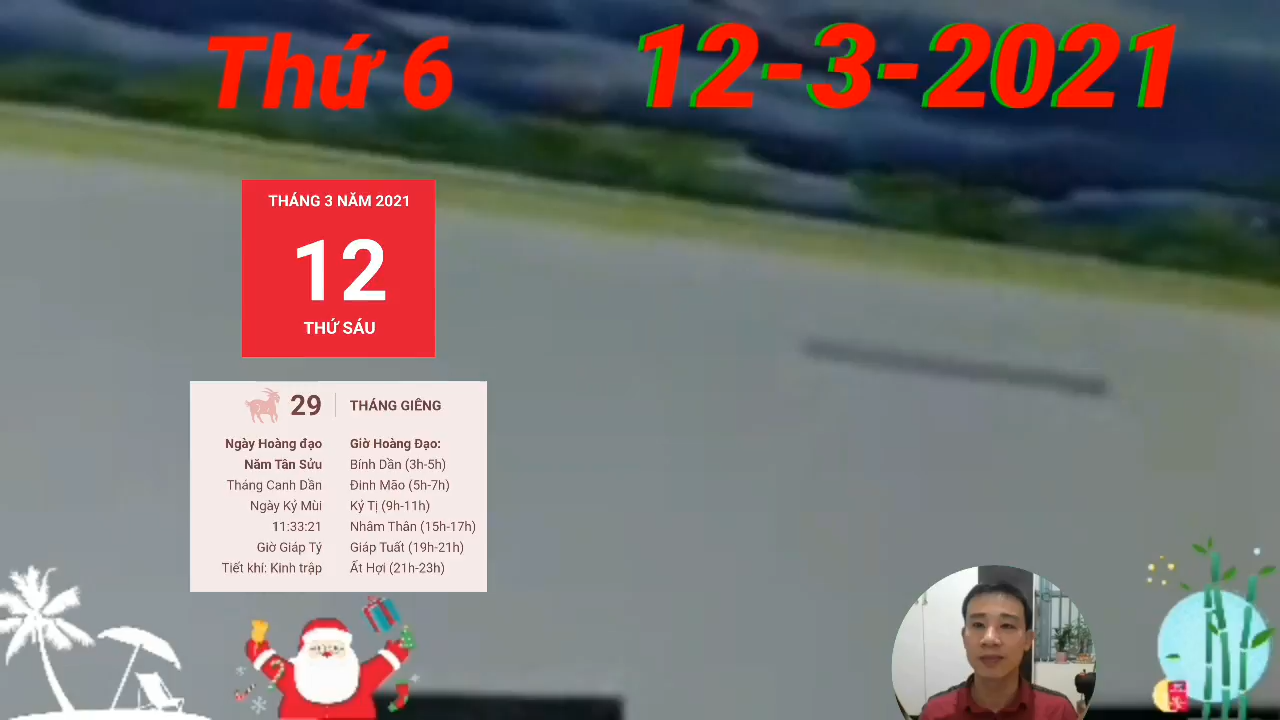 Thứ 6
12-3-2021
THÁNG 3 NĂM 2021
12
THỨ SÁU
29
THÁNG GIÊNG
Ngày Hoàng đạo
Năm Tân Sửu
Tháng Canh Dần
Ngày Kỷ Mùi
11:33:21
Giờ Giáp Tý
Tiết khí: Kinh trập
Giờ Hoàng Đạo:
Bính Dần (3h-5h)
Đinh Mão (5h-7h)
Kỷ Tị (9h-11h)
Nhâm Thân (15h-17h)
Giáp Tuất (19h-21h)
Ất Hợi (21h-23h)